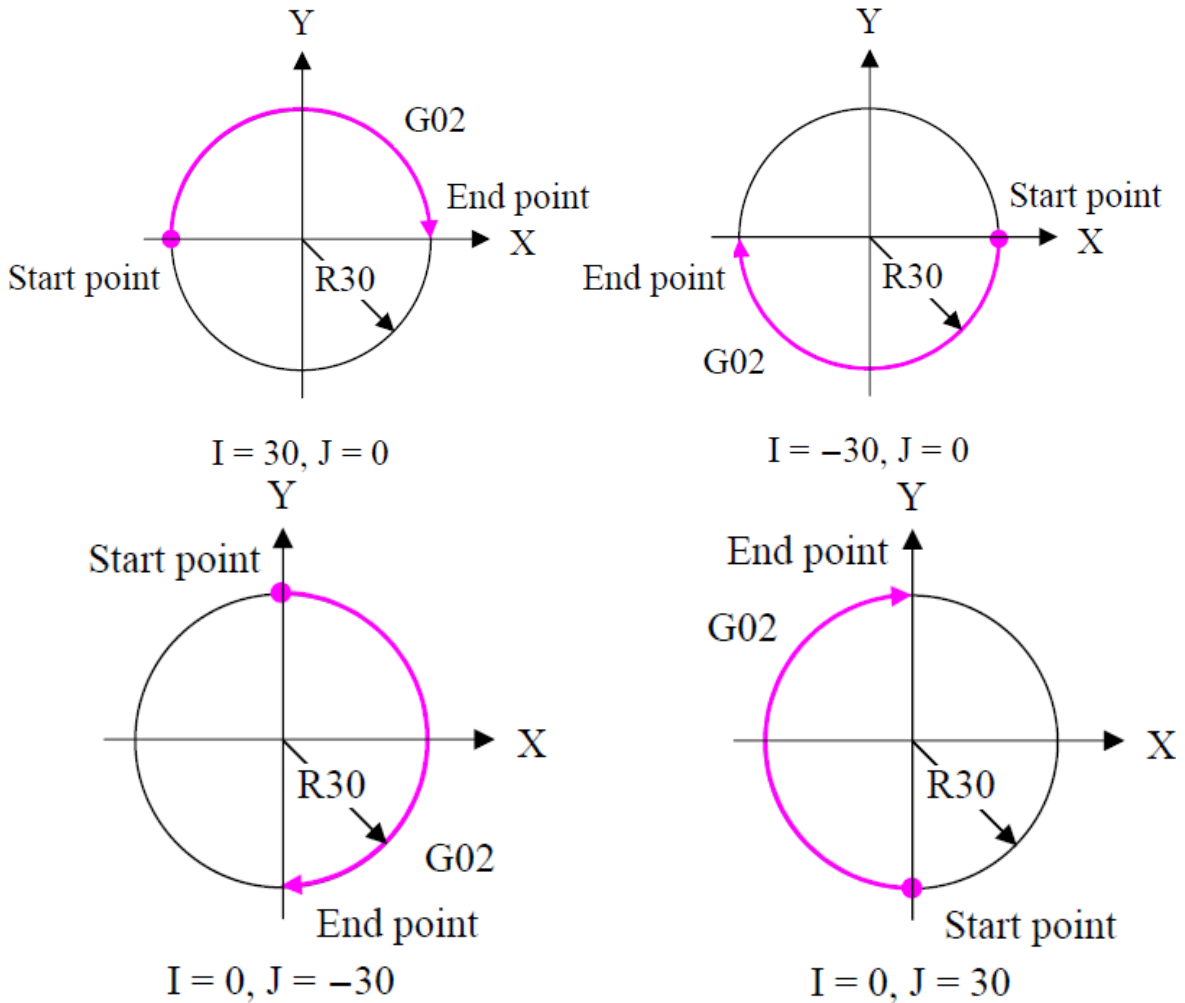 Y
G02
End point
X
Start point
R30
I = 30, J = 0
Y
Start point
X
End point
R30
G02
I = −30, J = 0
Y
Start point
X
R30
G02
End point
I = 0, J = −30
Y
End point
G02
X
R30
Start point
I = 0, J = 30